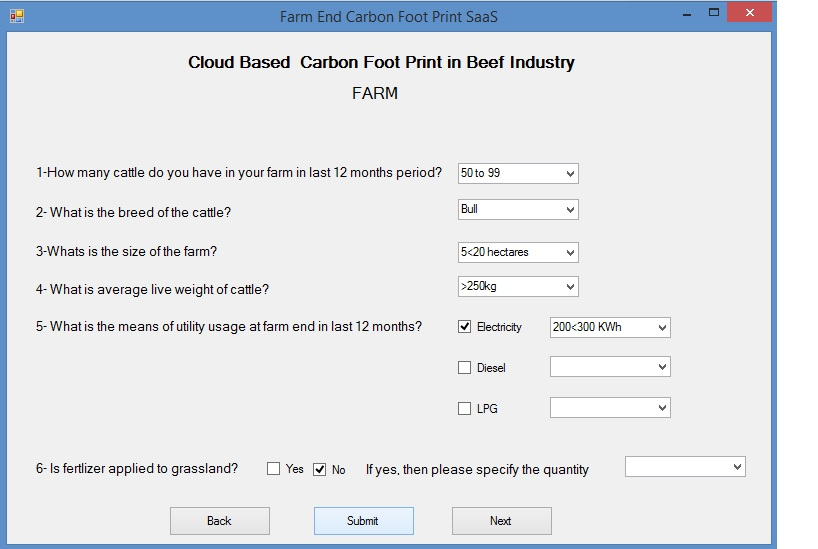 Farm End Carbon Foot Print SaaS
Cloud Based Carbon Foot Print in Beef Industry
FARM
1-How many cattle do you have in your farm in last 12 months period? 50 to 99
2- What is the breed of the cattle? Bull
3-Whats is the size of the farm? 5<20 hectares
4- What is average live weight of cattle? >250kg
5- What is the means of utility usage at farm end in last 12 months? Electricity 200<300 KWh
Diesel
LPG
6- Is fertlizer applied to grassland? Yes No If yes, then please specify the quantity
Back Submit Next